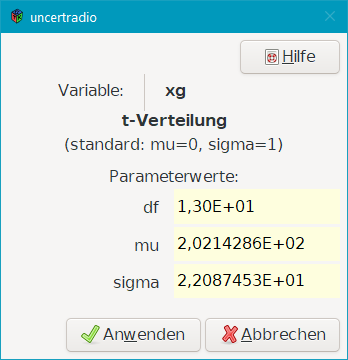 uncertradio
Hilfe
Variable: xg
t-Verteilung
(standard: mu=0, sigma=1)
Parameterwerte:
df 1,30E+01
mu 2,0214286E+02
sigma 2,2087453E+01
Anwenden Abbrechen